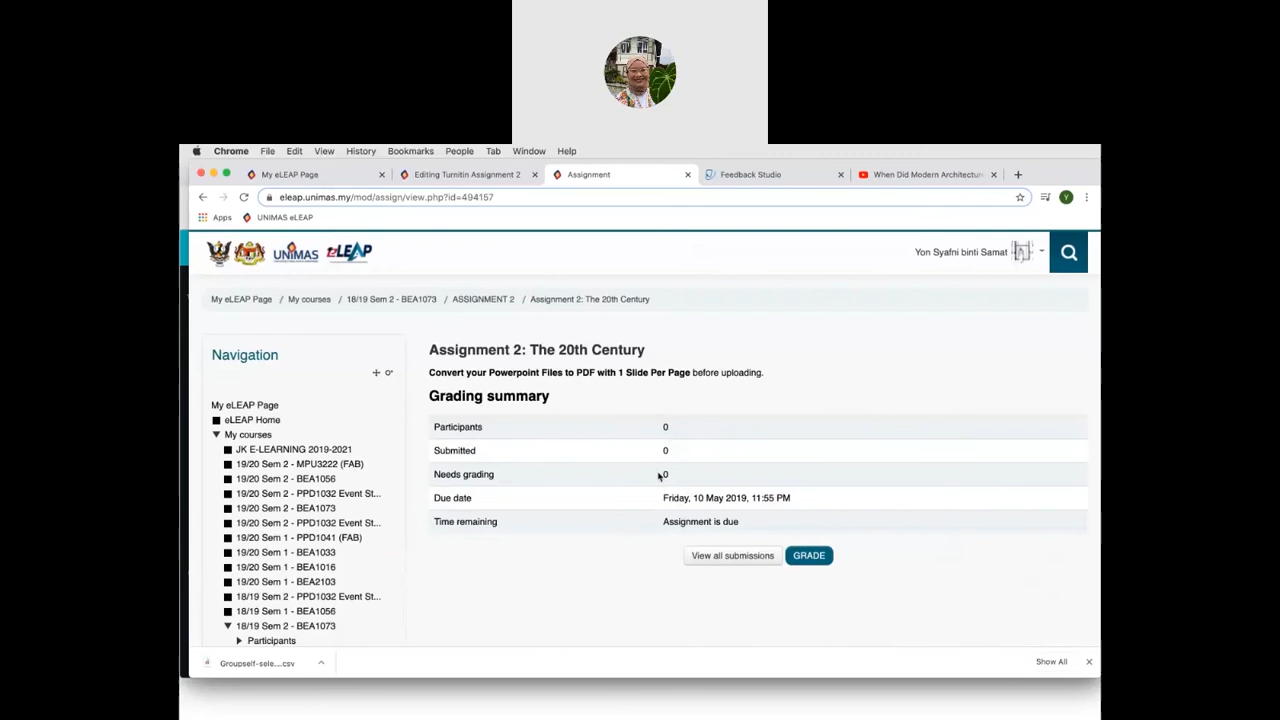 Chrome File Edit View History Bookmarks People Tab Window Help
My eLEAP Page Editing Turnitin Assignment 2 Assignment Feedback Studio When Did Modern Architectur
eleap.unimas.my/mod/assign/view.php?id=494157 Y
Apps UNIMAS eLEAP
UNIMAS eLEAP Yon Syafni binti Samat
My eLEAP Page / My courses / 18/19 Sem 2 - BEA1073 / ASSIGNMENT 2 / Assignment 2: The 20th Century
Navigation
My eLEAP Page
eLEAP Home
My courses
JK E-LEARNING 2019-2021
19/20 Sem 2 - MPU3222 (FAB)
19/20 Sem 2 - BEA1056
19/20 Sem 2 - PPD1032 Event St...
19/20 Sem 2 - BEA1073
19/20 Sem 2 - PPD1032 Event St...
19/20 Sem 1 - PPD1041 (FAB)
19/20 Sem 1 - BEA1033
19/20 Sem 1 - BEA1016
19/20 Sem 1 - BEA2103
18/19 Sem 2 - PPD1032 Event St...
18/19 Sem 1 - BEA1056
18/19 Sem 2 - BEA1073
Participants
Assignment 2: The 20th Century
Convert your Powerpoint Files to PDF with 1 Slide Per Page before uploading.
Grading summary
Participants 0
Submitted 0
Needs grading 0
Due date Friday, 10 May 2019, 11:55 PM
Time remaining Assignment is due
View all submissions GRADE
Groupself-sele....csv Show All